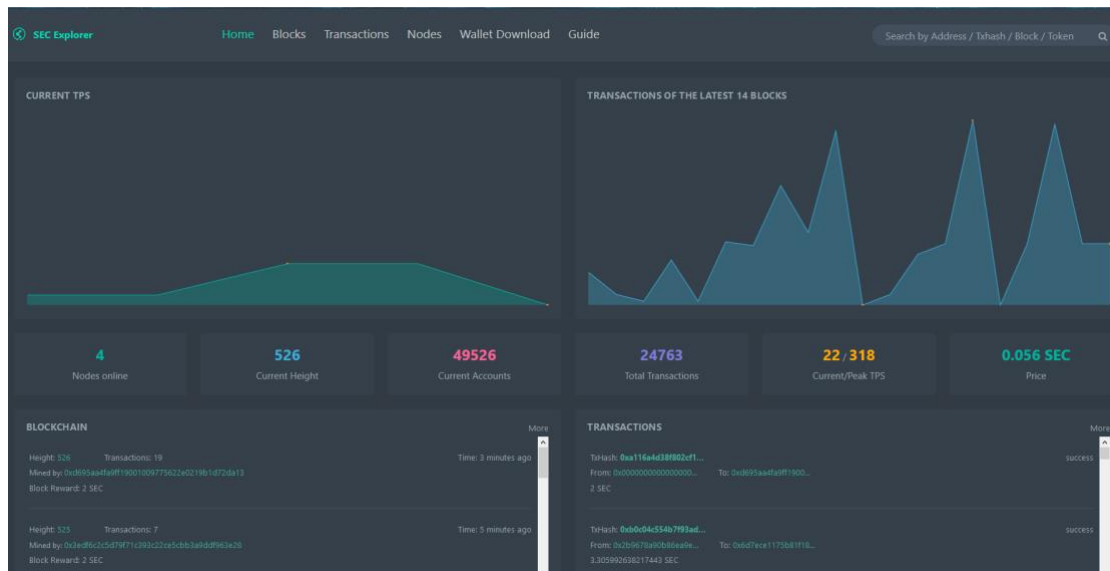 SEC Explorer
Home Blocks Transactions Nodes Wallet Download Guide
Search by Address / Txhash / Block / Token
CURRENT TPS
TRANSACTIONS OF THE LATEST 14 BLOCKS
4
Nodes online
526
Current Height
49526
Current Accounts
24763
Total Transactions
22 / 318
Current/Peak TPS
0.056 SEC
Price
BLOCKCHAIN More
Height: 526 Transactions: 19 Time: 3 minutes ago
Mined by:
Block Reward: 2 SEC
Height: 525 Transactions: 7 Time: 5 minutes ago
Mined by:
Block Reward: 2 SEC
TRANSACTIONS More
TxHash: 0xa116a4d38f802cf1... success
From: 0x0000000000000000... To: 0xd695aa4fa9ff1900...
2 SEC
TxHash: 0xb0c04c554b7f93ad... success
From: 0x2b9678a90b86ea9e... To: 0x6d7ece1175b81f18...
3.305992638217443 SEC